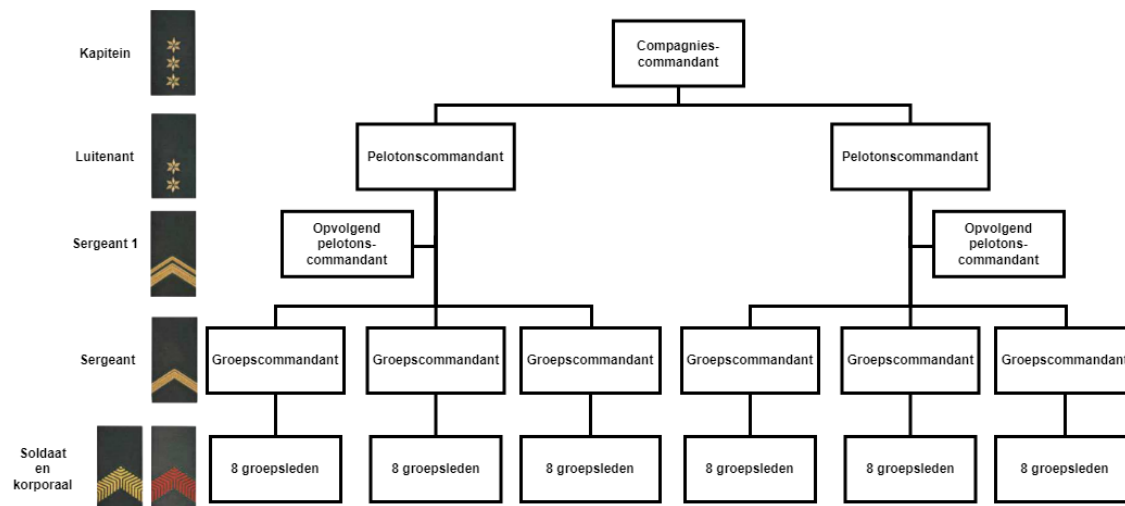 Kapitein
Compagnies-
commandant
Luitenant
Pelotonscommandant
Pelotonscommandant
Sergeant 1
Opvolgend
pelotons-
commandant
Opvolgend
pelotons-
commandant
Sergeant
Groepscommandant
Groepscommandant
Groepscommandant
Groepscommandant
Groepscommandant
Groepscommandant
Soldaat
en
korporaal
8 groepsleden
8 groepsleden
8 groepsleden
8 groepsleden
8 groepsleden
8 groepsleden